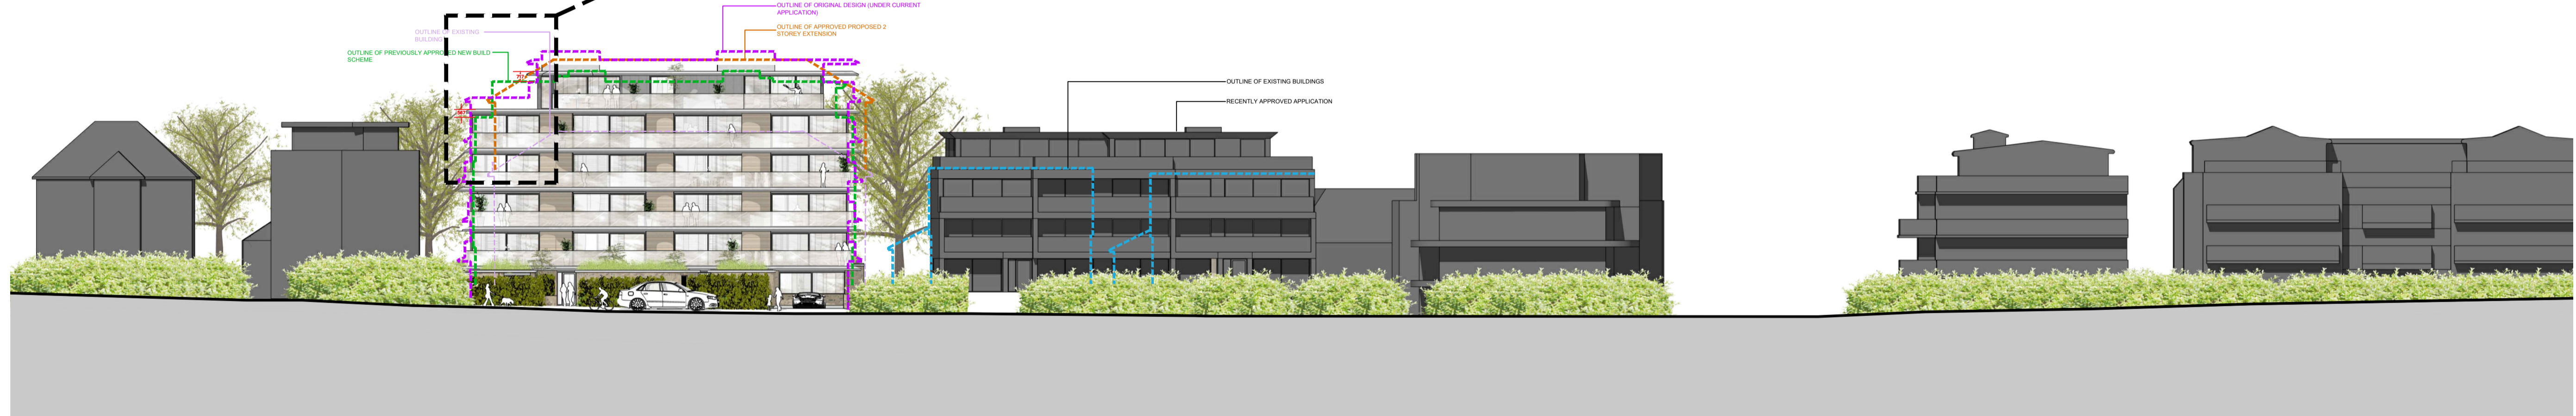 OUTLINE OF ORIGINAL DESIGN (UNDER CURRENT
APPLICATION)
OUTLINE OF APPROVED PROPOSED 2
STOREY EXTENSION
OUTLINE OF EXISTING
BUILDING
OUTLINE OF PREVIOUSLY APPROVED NEW BUILD
SCHEME
OUTLINE OF EXISTING BUILDINGS
RECENTLY APPROVED APPLICATION